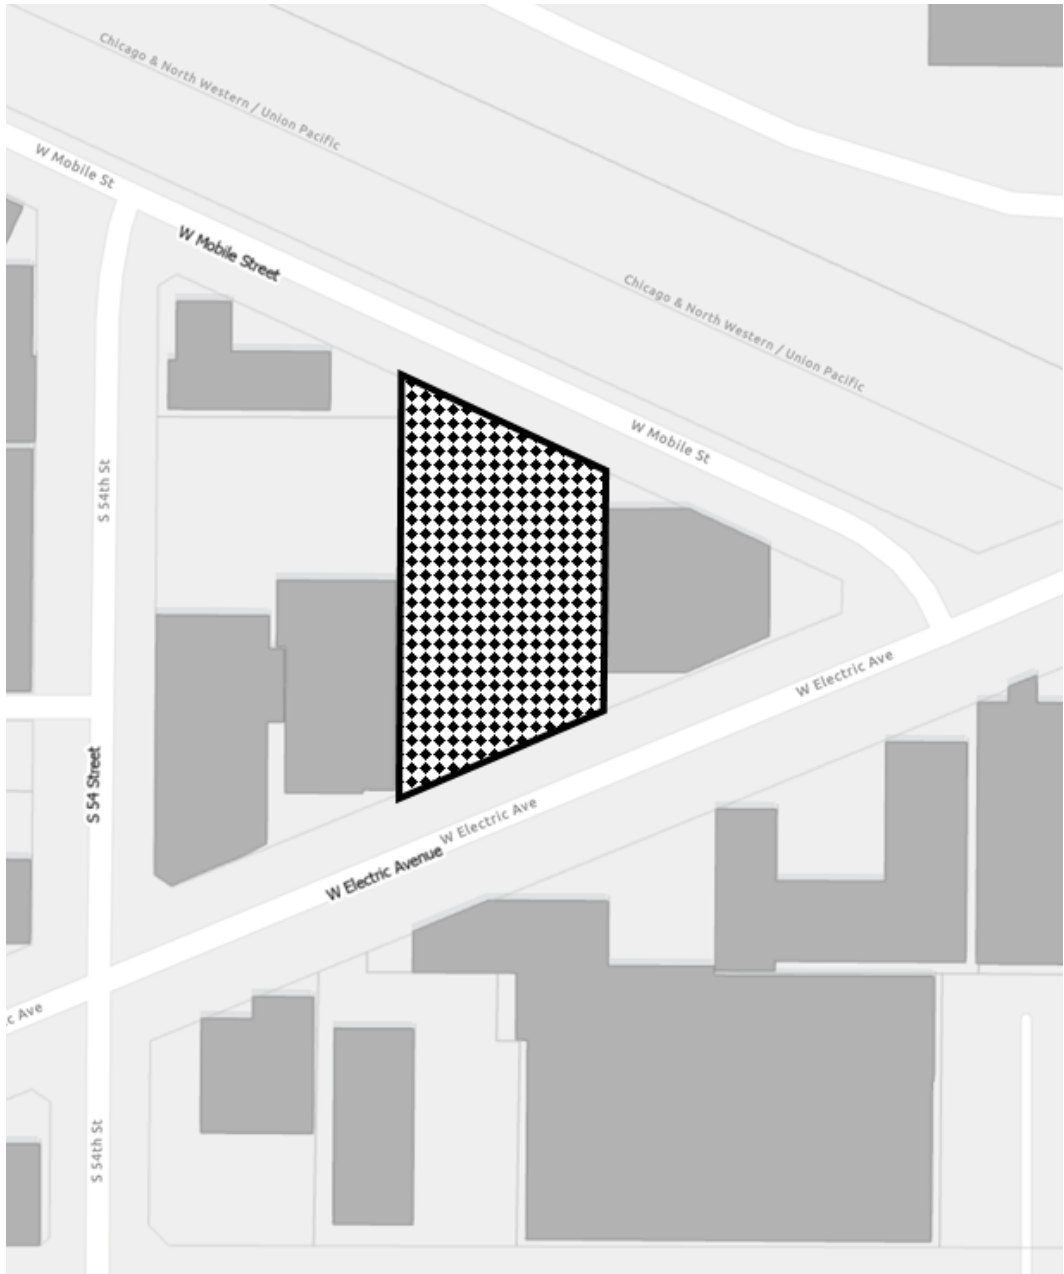 Chicago & North Western / Union Pacific
W Mobile St
W Mobile Street
Chicago & North Western / Union Pacific
W Mobile St
S 54th St
W Electric Ave
S 54 Street
W Electric Ave
W Electric Avenue
c Ave
S 54th St